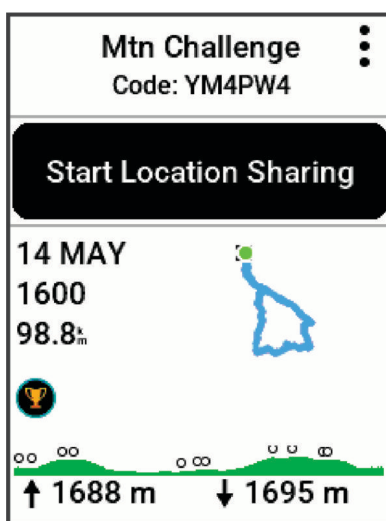 Mtn Challenge
Code: YM4PW4
Start Location Sharing
14 MAY
1600
98.8km
1688 m 1695 m